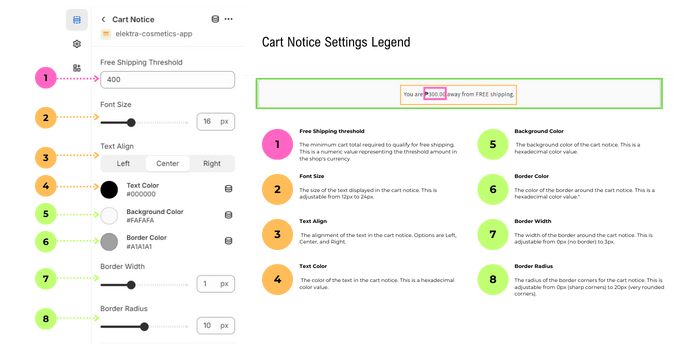 Cart Notice
elektra-cosmetics-app
Free Shipping Threshold
1
400
Font Size
2
16 px
Text Align
3
Left Center Right
4
Text Color
#000000
5
Background Color
#FAFAFA
6
Border Color
#A1A1A1
Border Width
7
1 px
Border Radius
8
10 px
Cart Notice Settings Legend
You are ₱300.00 away from FREE shipping.
1
Free Shipping threshold
The minimum cart total required to qualify for free shipping.
This is a numeric value representing the threshold amount in
the shop's currency.
2
Font Size
The size of the text displayed in the cart notice. This is
adjustable from 12px to 24px.
3
Text Align
The alignment of the text in the cart notice. Options are Left,
Center, and Right.
4
Text Color
The color of the text in the cart notice. This is a hexadecimal
color value.
5
Background Color
The background color of the cart notice. This is a
hexadecimal color value.
6
Border Color
The color of the border around the cart notice. This is a
hexadecimal color value."
7
Border Width
The width of the border around the cart notice. This is
adjustable from 0px (no border) to 3px.
8
Border Radius
The radius of the border corners for the cart notice. This is
adjustable from 0px (sharp corners) to 20px (very rounded
corners).